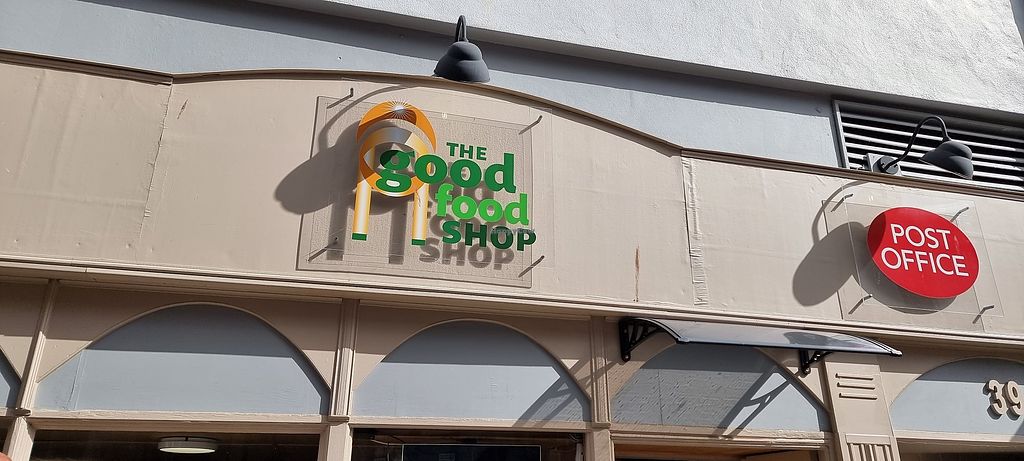 THE
good
food
SHOP
POST
OFFICE
39